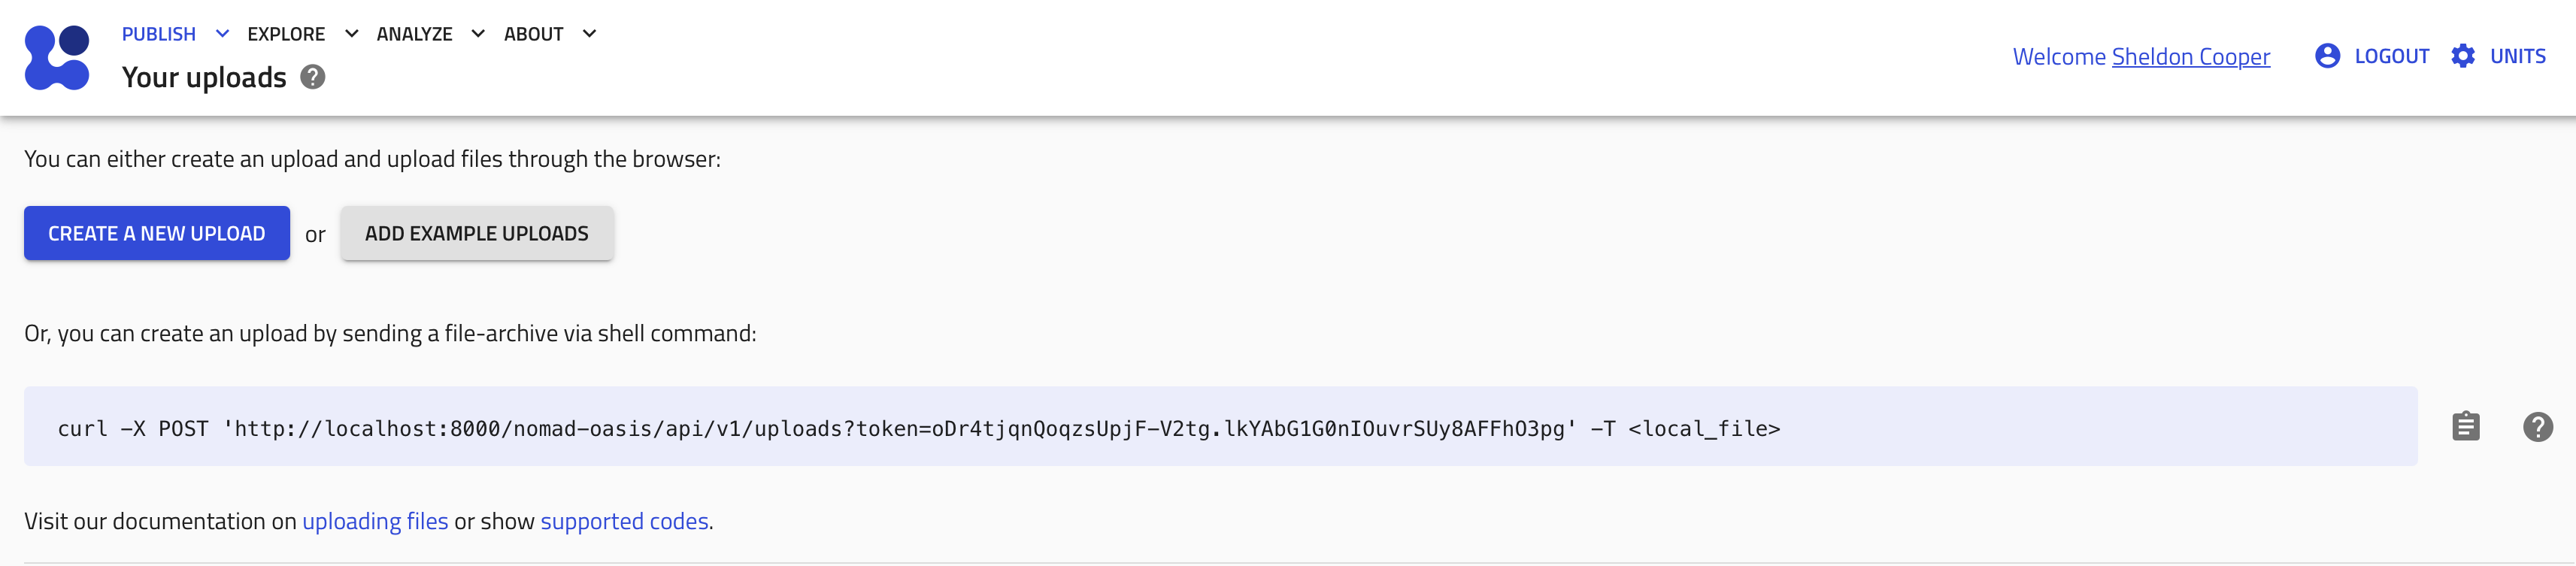 PUBLISH EXPLORE ANALYZE ABOUT
Your uploads
Welcome Sheldon Cooper LOGOUT UNITS
You can either create an upload and upload files through the browser:
CREATE A NEW UPLOAD or ADD EXAMPLE UPLOADS
Or, you can create an upload by sending a file-archive via shell command:
curl -X POST 'http://localhost:8000/nomad-oasis/api/v1/uploads?token=oDr4tjqnQoqzsUpjF-V2tg.lkYAbG1G0nIOuvrSUy8AFFhO3pg' -T <local_file>
Visit our documentation on uploading files or show supported codes.